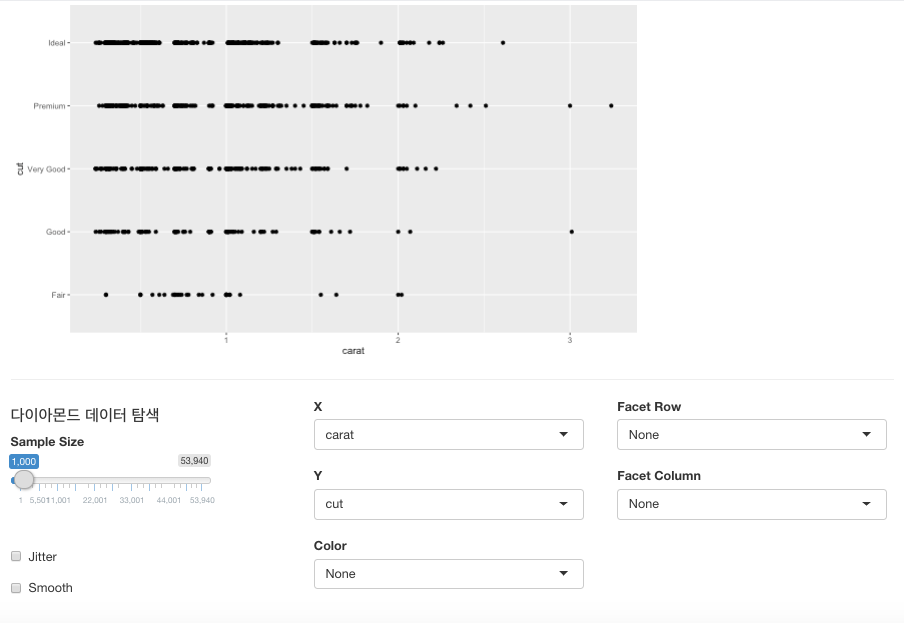 Ideal
Premium
cut
Very Good
Good
Fair
1 2 3
carat
다이아몬드 데이터 탐색
Sample Size
1,000 53,940
1 5,501 11,001 22,001 33,001 44,001 53,940
Jitter
Smooth
X
carat
Y
cut
Color
None
Facet Row
None
Facet Column
None